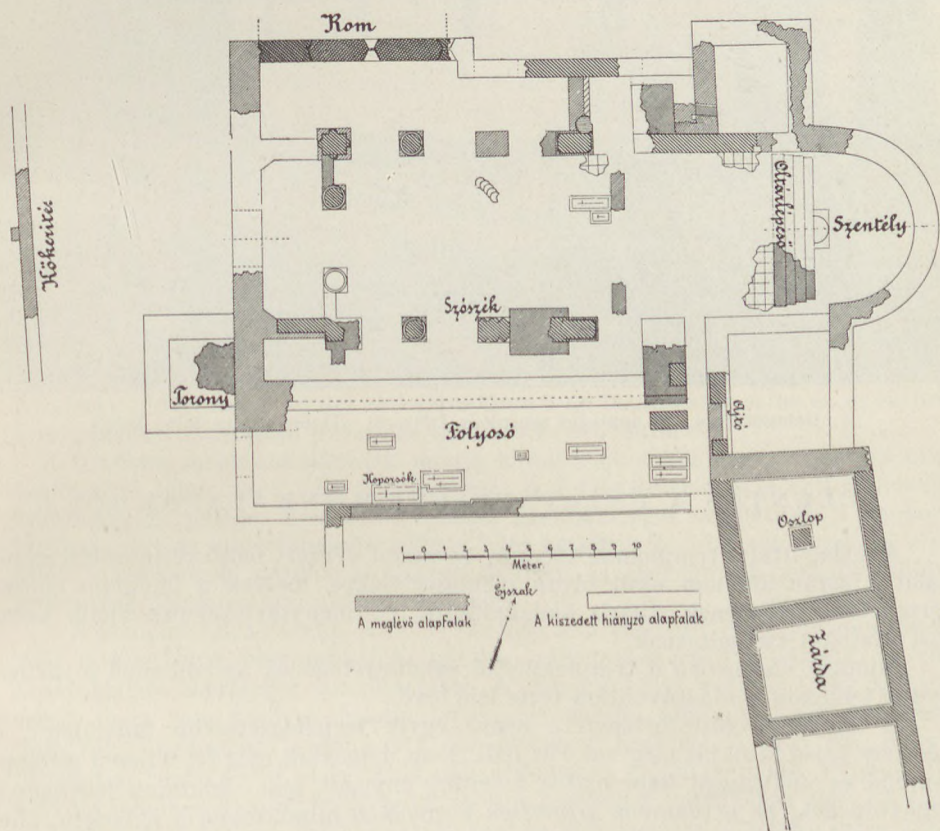 Rom
Kőkerítés
Oltárlépcső
Szentély
Szószék
Torony
Folyosó
Ajtó
Koporsók
Oszlop
1 0 1 2 3 4 5 6 7 8 9 10
Méter
Éjszak
A meglévő alapfalak
A kiszedett hiányzó alapfalak
Zárda